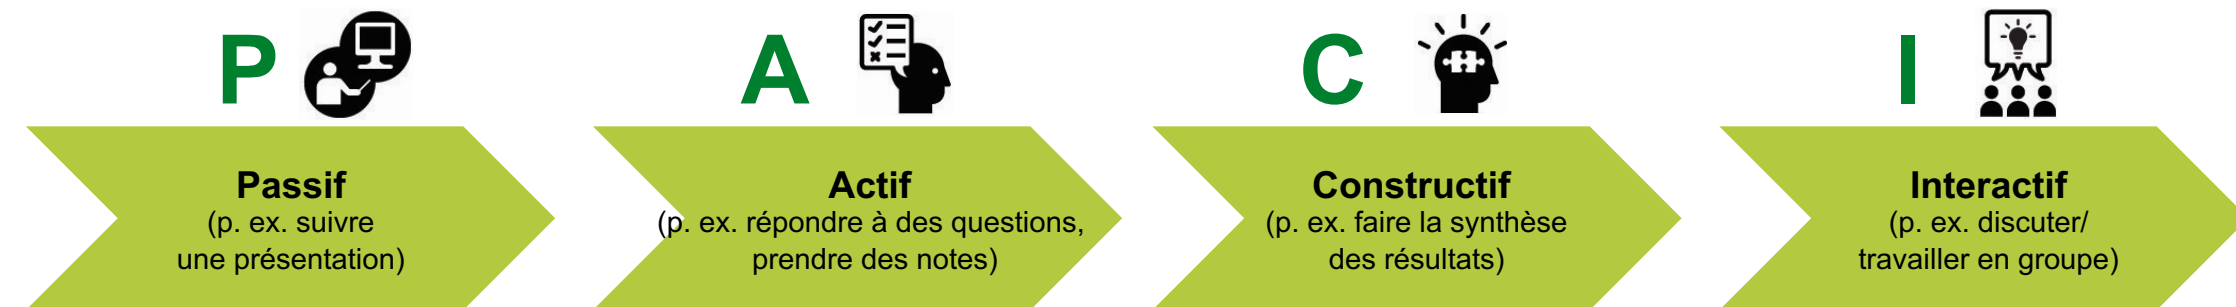 P
Passif
(p. ex. suivre
une présentation)
A
Actif
(p. ex. répondre à des questions,
prendre des notes)
C
Constructif
(p. ex. faire la synthèse
des résultats)
I
Interactif
(p. ex. discuter/
travailler en groupe)